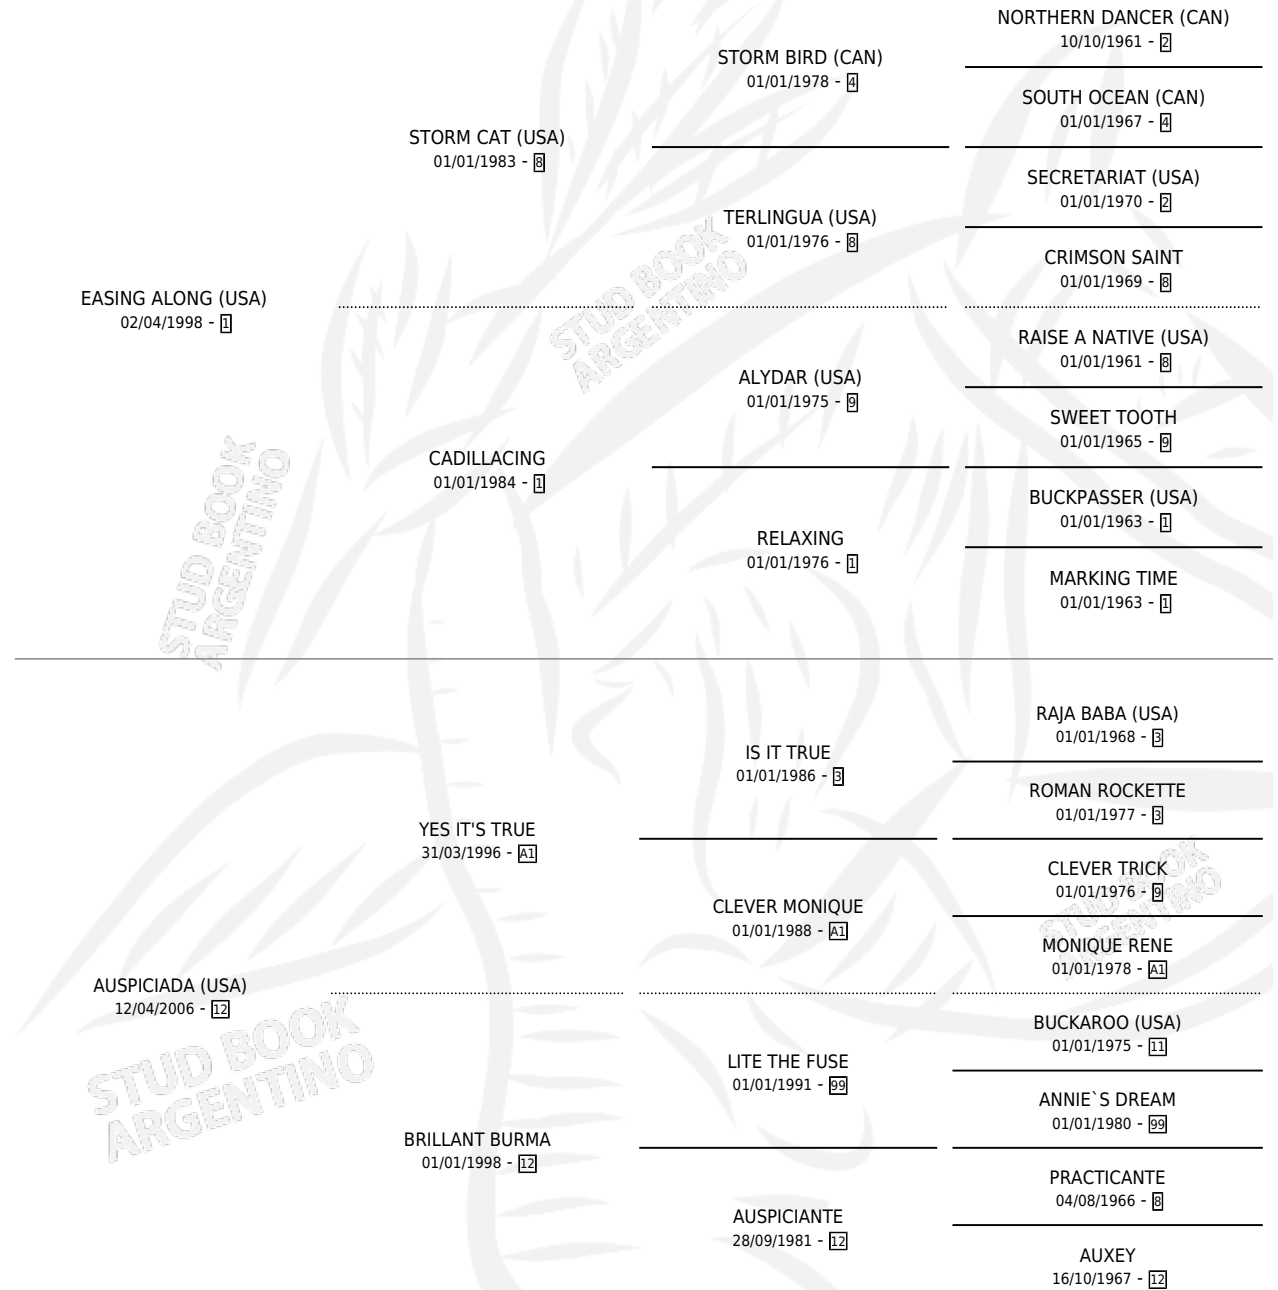 NORTHERN DANCER (CAN)
10/10/1961 - 2
STORM BIRD (CAN)
01/01/1978 - 4
SOUTH OCEAN (CAN)
01/01/1967 - 4
STORM CAT (USA)
01/01/1983 - 8
SECRETARIAT (USA)
01/01/1970 - 2
TERLINGUA (USA)
01/01/1976 - 8
CRIMSON SAINT
01/01/1969 - 8
EASING ALONG (USA)
02/04/1998 - 1
RAISE A NATIVE (USA)
01/01/1961 - 8
ALYDAR (USA)
01/01/1975 - 9
SWEET TOOTH
01/01/1965 - 9
CADILLACING
01/01/1984 - 1
BUCKPASSER (USA)
01/01/1963 - 1
RELAXING
01/01/1976 - 1
MARKING TIME
01/01/1963 - 1
RAJA BABA (USA)
01/01/1968 - 3
IS IT TRUE
01/01/1986 - 3
ROMAN ROCKETTE
01/01/1977 - 3
YES IT'S TRUE
31/03/1996 - A1
CLEVER TRICK
01/01/1976 - 9
CLEVER MONIQUE
01/01/1988 - A1
MONIQUE RENE
01/01/1978 - A1
AUSPICIADA (USA)
12/04/2006 - 12
BUCKAROO (USA)
01/01/1975 - 11
LITE THE FUSE
01/01/1991 - 99
ANNIE`S DREAM
01/01/1980 - 99
BRILLANT BURMA
01/01/1998 - 12
PRACTICANTE
04/08/1966 - 8
AUSPICIANTE
28/09/1981 - 12
AUXEY
16/10/1967 - 12
STUD BOOK
ARGENTINO
STUD BOOK
ARGENTINO
STUD BOOK
ARGENTINO
STUD BOOK
ARGENTINO